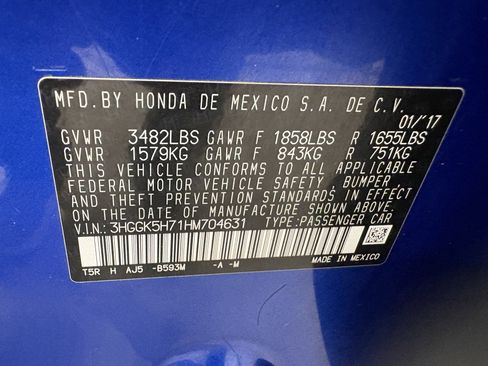 MFD.BY HONDA DE MEXICO S.A. DE C.V.
01/'17
GVWR 3482LBS GAWR F 1858LBS R 1655LBS
GVWR 1579KG GAWR F 843KG R 751KG
THIS VEHICLE CONFORMS TO ALL APPLICABLE
FEDERAL MOTOR VEHICLE SAFETY, BUMPER
AND THEFT PREVENTION STANDARDS IN EFFECT
ON THE DATE OF MANUFACTURE SHOWN ABOVE.
V.I.N.: 3HGGK5H71HM704631 TYPE:PASSENGER CAR
T5R H AJ5 -B593M -A -M MADE IN MEXICO